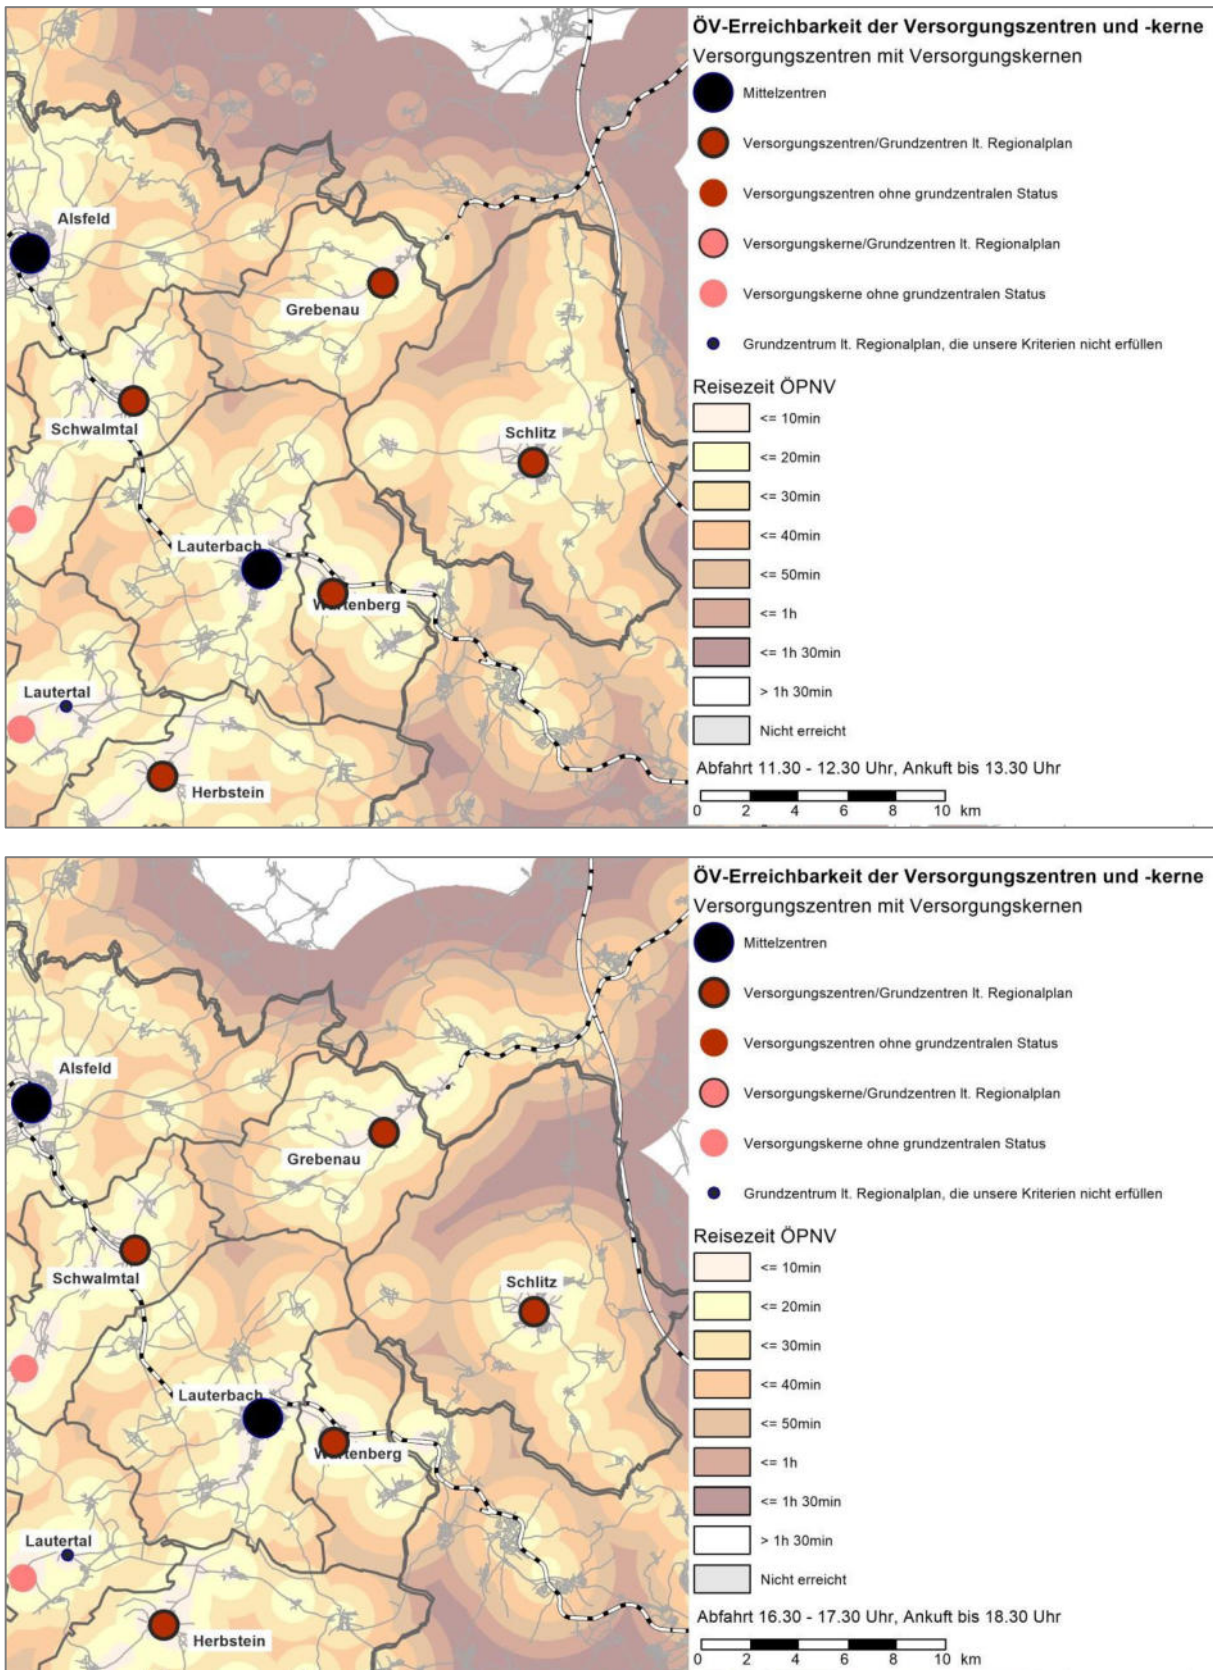 ÖV-Erreichbarkeit der Versorgungszentren und -kerne
Versorgungszentren mit Versorgungskernen
Mittelzentren
Versorgungszentren/Grundzentren lt. Regionalplan
Versorgungszentren ohne grundzentralen Status
Versorgungskerne/Grundzentren lt. Regionalplan
Versorgungskerne ohne grundzentralen Status
Grundzentrum lt. Regionalplan, die unsere Kriterien nicht erfüllen
Reisezeit ÖPNV
<= 10min
<= 20min
<= 30min
<= 40min
<= 50min
<= 1h
<= 1h 30min
> 1h 30min
Nicht erreicht
Abfahrt 11.30 - 12.30 Uhr, Ankuft bis 13.30 Uhr
0 2 4 6 8 10 km
Alsfeld
Grebenau
Schwalmtal
Schlitz
Lauterbach
Wartenberg
Lautertal
Herbstein
ÖV-Erreichbarkeit der Versorgungszentren und -kerne
Versorgungszentren mit Versorgungskernen
Mittelzentren
Versorgungszentren/Grundzentren lt. Regionalplan
Versorgungszentren ohne grundzentralen Status
Versorgungskerne/Grundzentren lt. Regionalplan
Versorgungskerne ohne grundzentralen Status
Grundzentrum lt. Regionalplan, die unsere Kriterien nicht erfüllen
Reisezeit ÖPNV
<= 10min
<= 20min
<= 30min
<= 40min
<= 50min
<= 1h
<= 1h 30min
> 1h 30min
Nicht erreicht
Abfahrt 16.30 - 17.30 Uhr, Ankuft bis 18.30 Uhr
0 2 4 6 8 10 km
Alsfeld
Grebenau
Schwalmtal
Schlitz
Lauterbach
Wartenberg
Lautertal
Herbstein